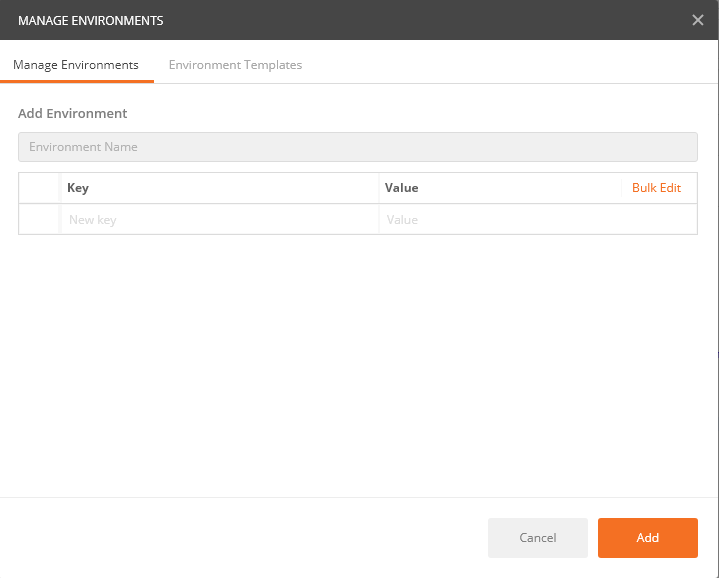 MANAGE ENVIRONMENTS
Manage Environments Environment Templates
Add Environment
Environment Name
Key Value Bulk Edit
New key Value
Cancel Add